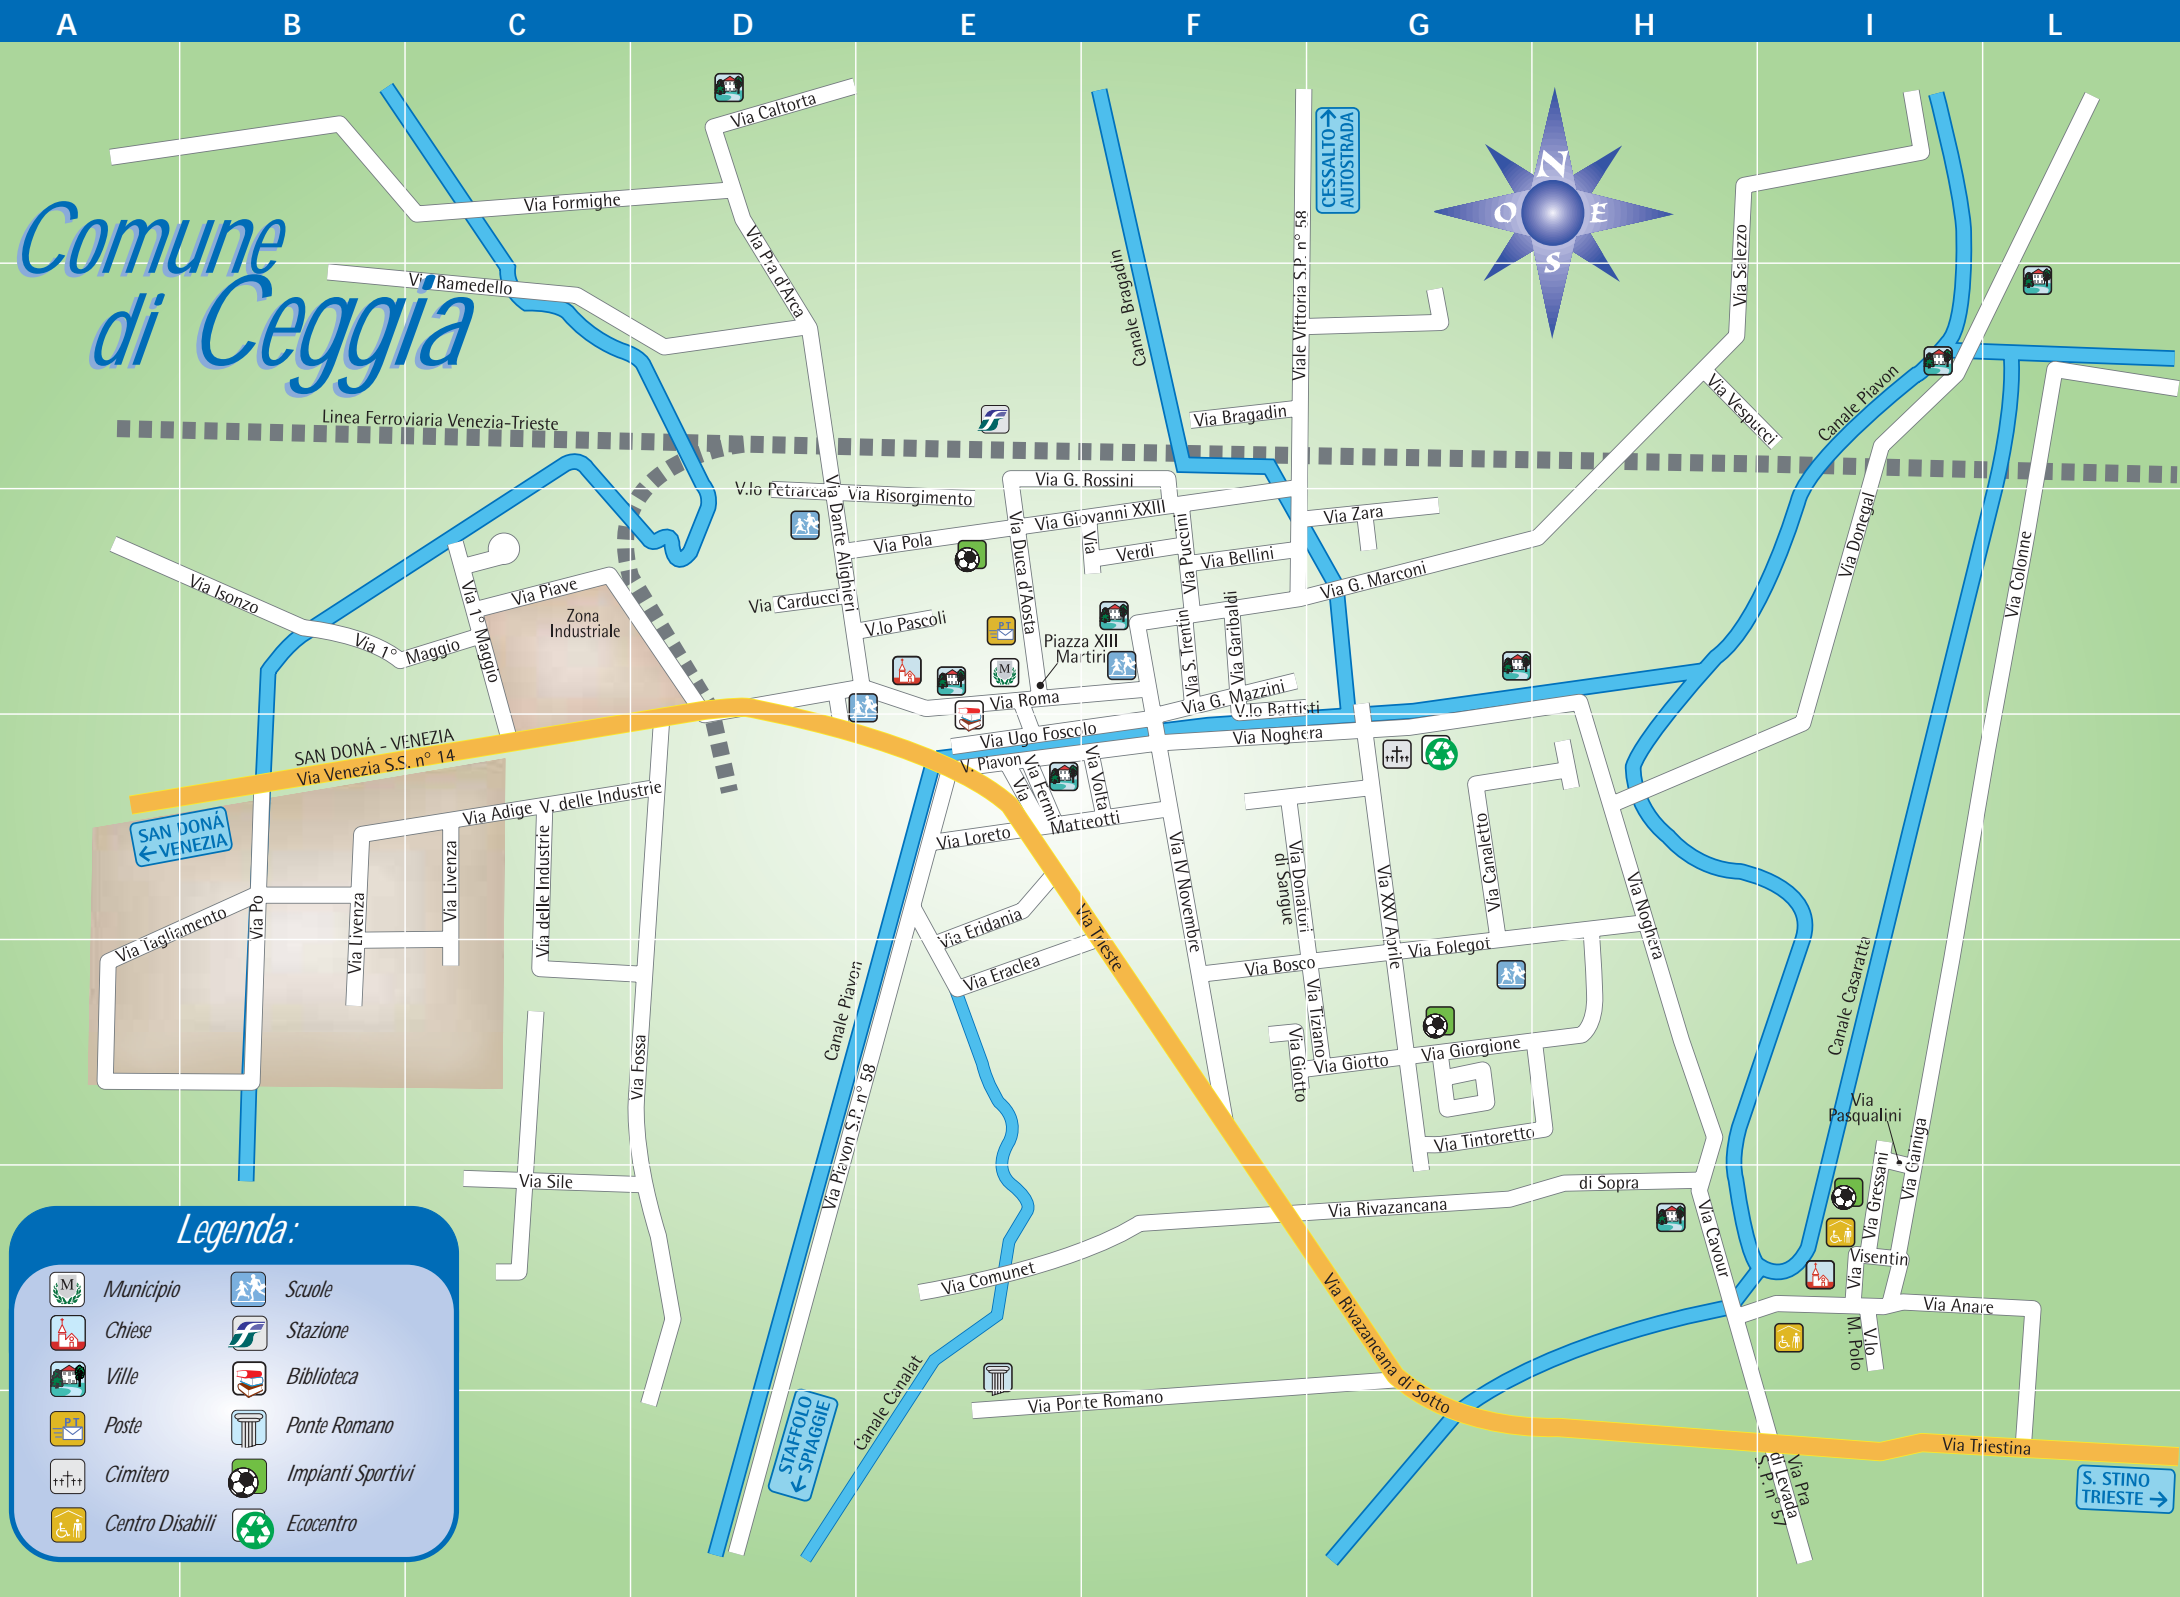 A B C D E F G H I L
Comune
di Ceggia
Via Caltorta
Via Formighe
Via Pra d'Arca
Via Ramedello
Linea Ferroviaria Venezia-Trieste
Canale Bragadin
CESSALTO
AUTOSTRADA
Viale Vittoria S.P. n° 58
N
O
E
S
Via Salezzo
Via Vespucci
Canale Piavon
Via Bragadin
V.lo Petrarca
Via Risorgimento
Via Dante Alighieri
Via G. Rossini
Via Giovanni XXIII
Via Pola
Via Duca d'Aosta
Via
Verdi
Via Puccini
Via Bellini
Via Zara
Via G. Marconi
Via Donegal
Via Colonne
Via Isonzo
Via 1° Maggio
Via 1° Maggio
Via Piave
Zona
Industriale
Via Carducci
V.lo Pascoli
PT
M
Piazza XIII
Martiri
Via S. Trentin
Via Garibaldi
Via Roma
Via G. Mazzini
V.lo Battisti
Via Ugo Foscolo
Via Noghera
V. Piavon
Via
Via Fermi
Via Volta
SAN DONÁ - VENEZIA
Via Venezia S.S. n° 14
SAN DONÁ
VENEZIA
Via Adige
V. delle Industrie
Via delle Industrie
Via Livenza
Via Livenza
Via Po
Via Tagliamento
Via Loreto
Matteotti
Via Eridania
Via Eraclea
Via Trieste
Via IV Novembre
Via Donatori
di Sangue
Via XXV Aprile
Via Canaletto
Via Noghera
Via Bosco
Via Folegot
Via Tiziano
Via Giotto
Via Giotto
Via Giorgione
Via Tintoretto
Via Fossa
Via Sile
Canale Piavon
Via Piavon S.P. n° 58
Canale Casaratta
Via
Pasqualini
Via Gainiga
Via Gressani
Via
Visentin
Via Rivazancana
di Sopra
Via Cavour
Via Comunet
Via Anare
V.lo
M. Polo
Via Rivazancana di Sotto
Via Ponte Romano
Canale Canalat
STAFFOLO
SPIAGGIE
Via Triestina
Via Pra
di Levada
S. P. n° 57
S. STINO
TRIESTE
Legenda:
M
Municipio
Scuole
Chiese
Stazione
Ville
Biblioteca
PT
Poste
Ponte Romano
Cimitero
Impianti Sportivi
Centro Disabili
Ecocentro